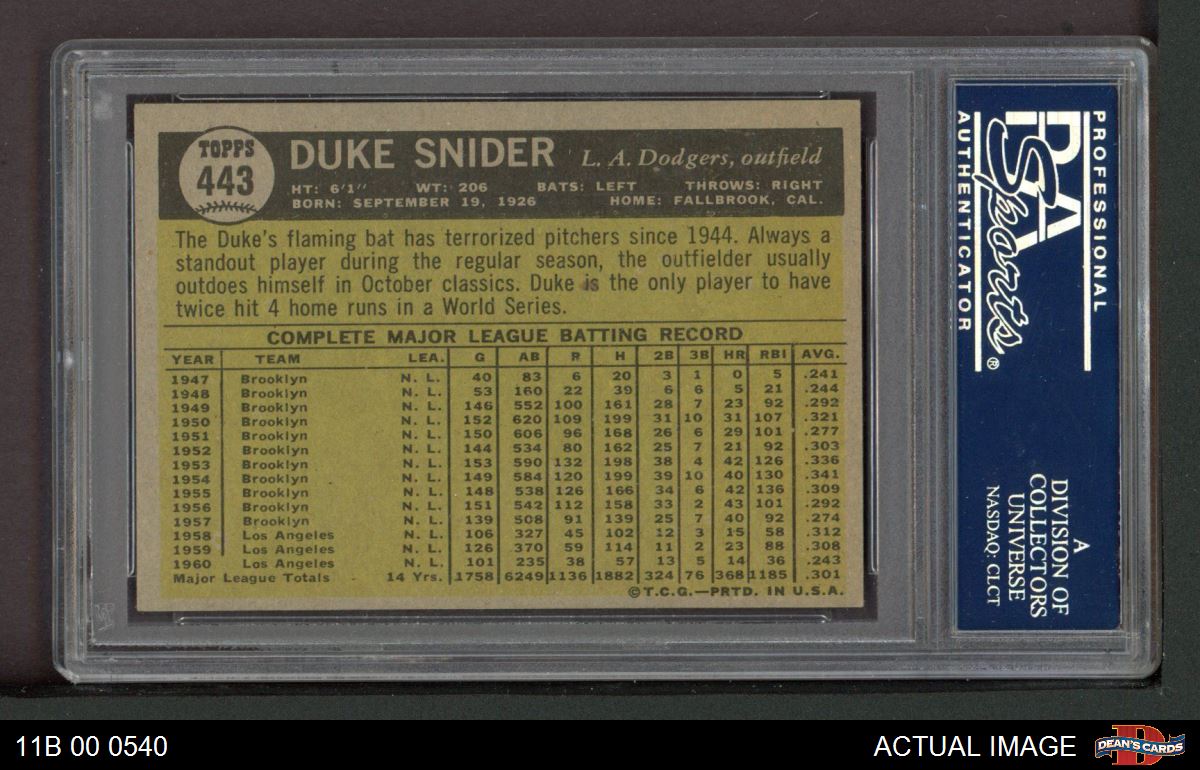 TOPPS
443
DUKE SNIDER L. A. Dodgers, outfield
HT: 6'1" WT: 206 BATS: LEFT THROWS: RIGHT
BORN: SEPTEMBER 19, 1926 HOME: FALLBROOK, CAL.
The Duke's flaming bat has terrorized pitchers since 1944. Always a
standout player during the regular season, the outfielder usually
outdoes himself in October classics. Duke is the only player to have
twice hit 4 home runs in a World Series.
COMPLETE MAJOR LEAGUE BATTING RECORD
YEAR TEAM LEA. G AB R H 2B 3B HR RBI AVG.
1947 Brooklyn N. L. 40 83 6 20 3 1 0 5 .241
1948 Brooklyn N. L. 53 160 22 39 6 6 5 21 .244
1949 Brooklyn N. L. 146 552 100 161 28 7 23 92 .292
1950 Brooklyn N. L. 152 620 109 199 31 10 31 107 .321
1951 Brooklyn N. L. 150 606 96 168 26 6 29 101 .277
1952 Brooklyn N. L. 144 534 80 162 25 7 21 92 .303
1953 Brooklyn N. L. 153 590 132 198 38 4 42 126 .336
1954 Brooklyn N. L. 149 584 120 199 39 10 40 130 .341
1955 Brooklyn N. L. 148 538 126 166 34 6 42 136 .309
1956 Brooklyn N. L. 151 542 112 158 33 2 43 101 .292
1957 Brooklyn N. L. 139 508 91 139 25 7 40 92 .274
1958 Los Angeles N. L. 106 327 45 102 12 3 15 58 .312
1959 Los Angeles N. L. 126 370 59 114 11 2 23 88 .308
1960 Los Angeles N. L. 101 235 38 57 13 5 14 36 .243
Major League Totals 14 Yrs. 1758 6249 1136 1882 324 76 368 1185 .301
©T.C.G.—PRTD. IN U.S.A.
PROFESSIONAL
PSA
Sports®
AUTHENTICATOR
A
DIVISION OF
COLLECTORS
UNIVERSE
NASDAQ: CLCT
11B 00 0540
ACTUAL IMAGE
D
DEAN'S CARDS